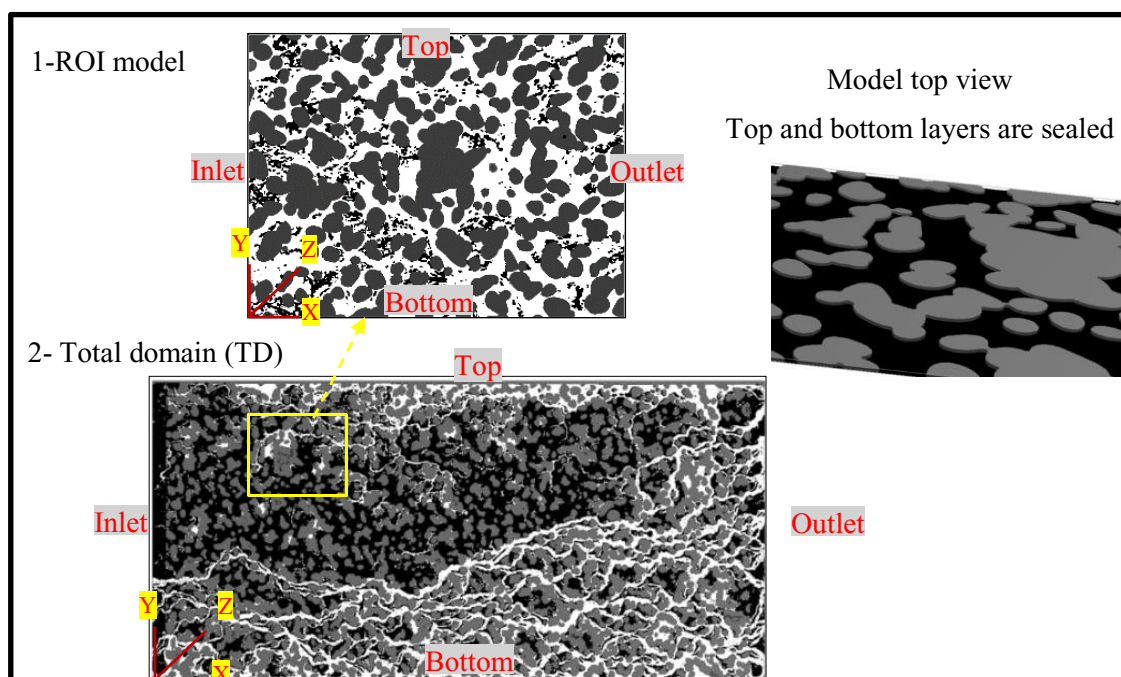 1-ROI model
Top
Inlet
Outlet
Y
Z
X
Bottom
Model top view
Top and bottom layers are sealed
2- Total domain (TD)
Top
Inlet
Outlet
Y
Z
X
Bottom